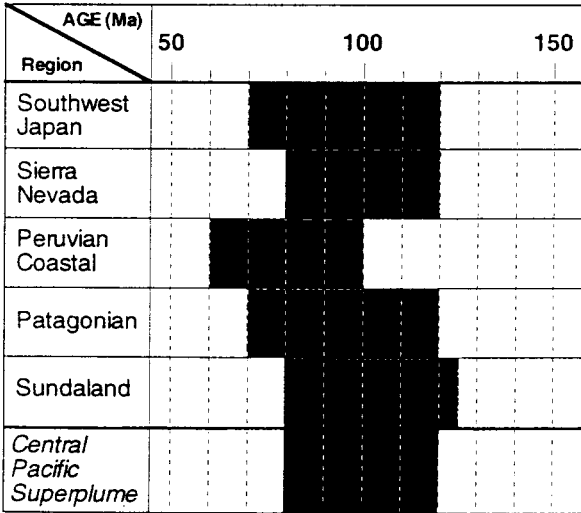 AGE (Ma)
Region
50 100 150
Southwest
Japan
Sierra
Nevada
Peruvian
Coastal
Patagonian
Sundaland
Central
Pacific
Superplume